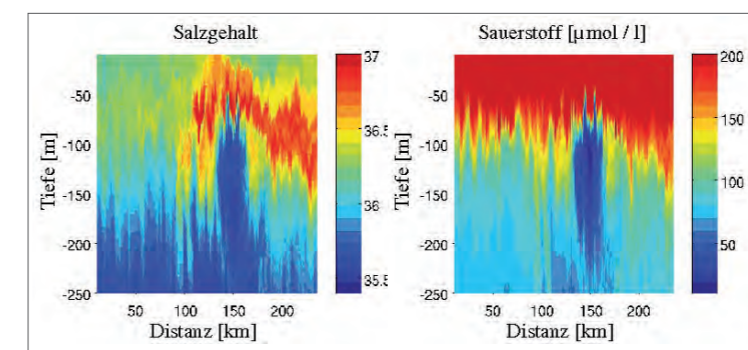 Salzgehalt
Tiefe [m]
-50
-100
-150
-200
-250
50 100 150 200
Distanz [km]
37
36.5
36
35.5
Sauerstoff [µmol / l]
Tiefe [m]
-50
-100
-150
-200
-250
50 100 150 200
Distanz [km]
200
150
100
50